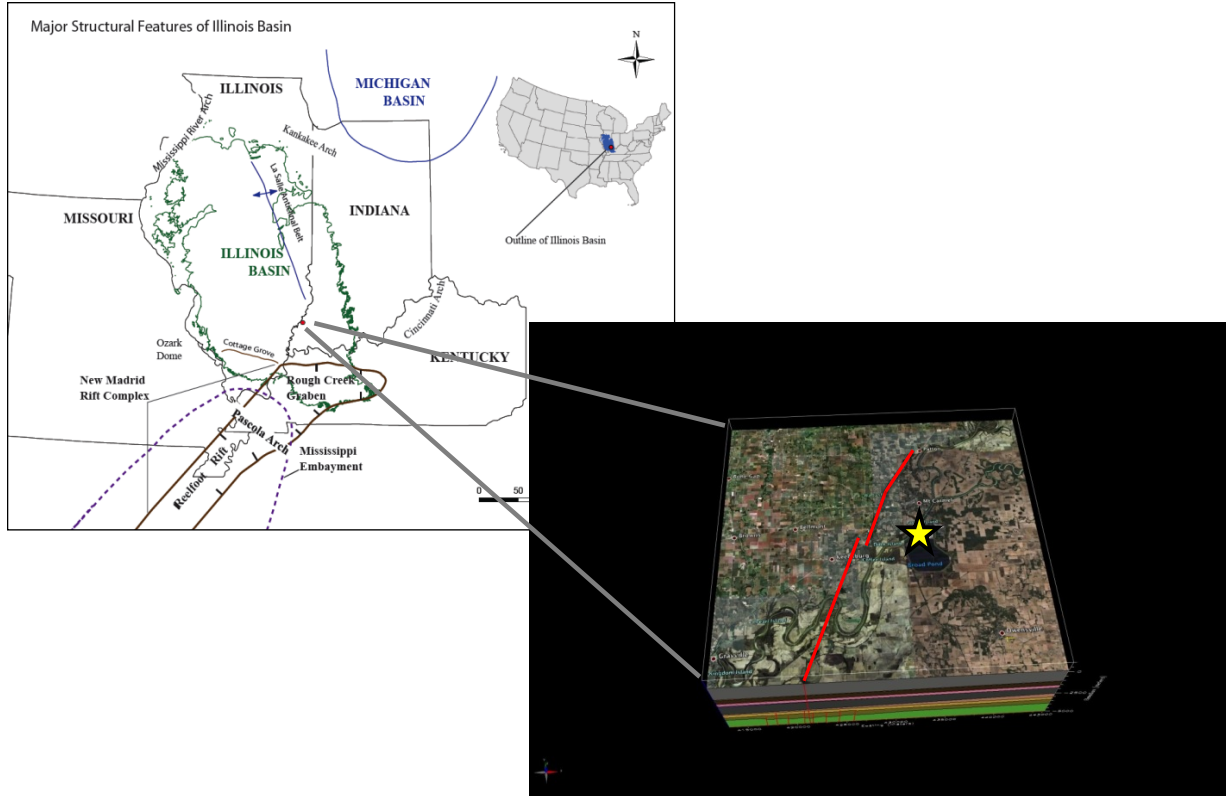 Major Structural Features of Illinois Basin
N
ILLINOIS
MICHIGAN
BASIN
Mississippi River Arch
Kankakee Arch
La Salle Anticlinal Belt
MISSOURI
INDIANA
Outline of Illinois Basin
ILLINOIS
BASIN
Cincinnati Arch
Ozark
Dome
Cottage Grove
KENTUCKY
New Madrid
Rift Complex
Rough Creek
Graben
Pascola Arch
Mississippi
Embayment
Reelfoot Rift
0 50
Broad Pond